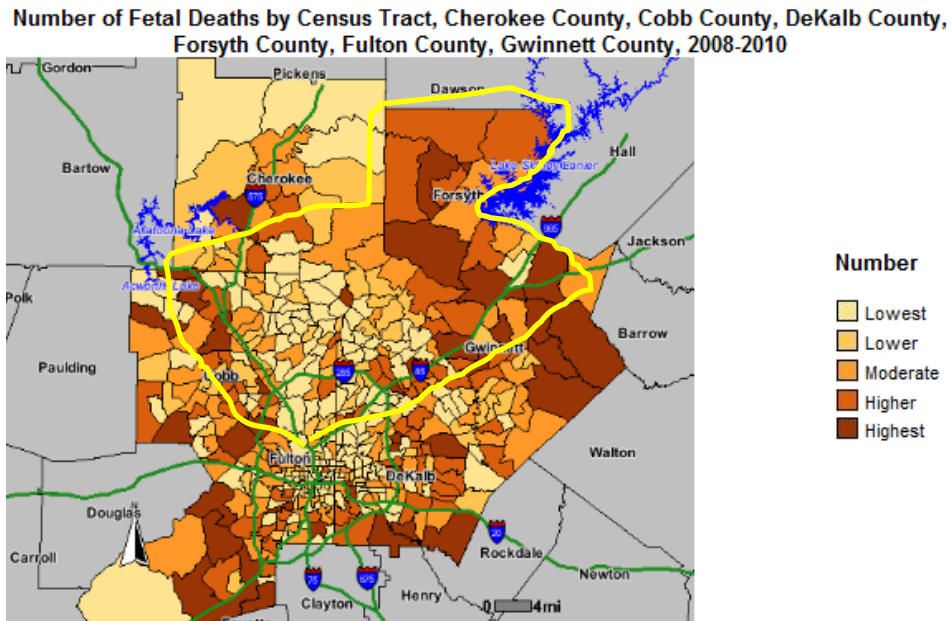 Number of Fetal Deaths by Census Tract, Cherokee County, Cobb County, DeKalb County,
Forsyth County, Fulton County, Gwinnett County, 2008-2010
Gordon
Pickens
Dawson
Bartow
Hall
Lake Sidney Lanier
Cherokee
575
Forsyth
Allatoona Lake
985
Jackson
Acworth Lake
Polk
Barrow
Gwinnett
Paulding
Cobb
285
85
Fulton
Walton
DeKalb
Douglas
N
20
Rockdale
Carroll
75
675
Newton
Henry
Clayton
0 4mi
Fayette
Number
Lowest
Lower
Moderate
Higher
Highest